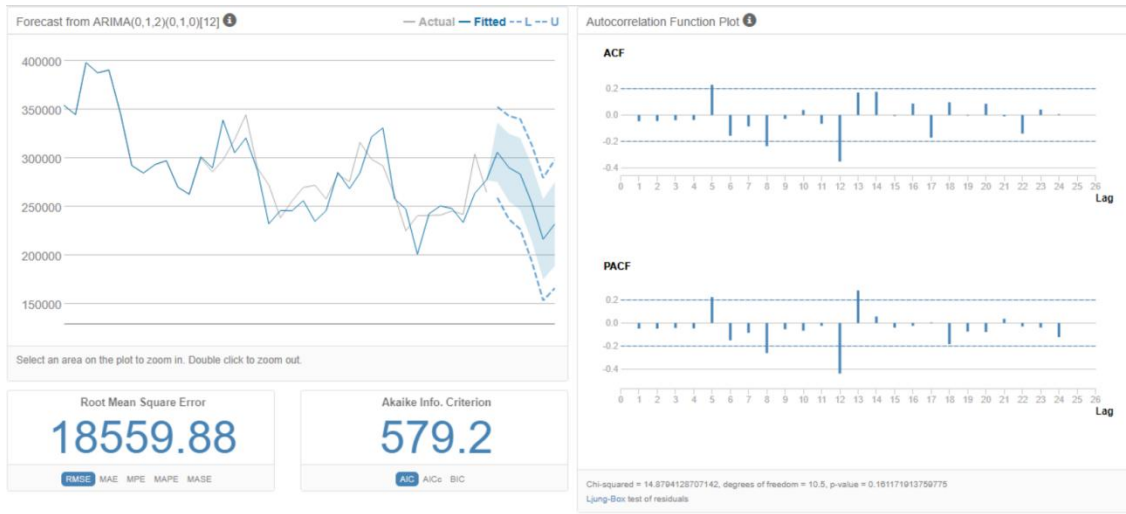 Forecast from ARIMA(0,1,2)(0,1,0)[12]
Actual Fitted L U
400000
350000
300000
250000
200000
150000
Select an area on the plot to zoom in. Double click to zoom out.
Root Mean Square Error
18559.88
RMSE MAE MPE MAPE MASE
Akaike Info. Criterion
579.2
AIC AICc BIC
Autocorrelation Function Plot
ACF
0.2
0.0
-0.2
-0.4
0 1 2 3 4 5 6 7 8 9 10 11 12 13 14 15 16 17 18 19 20 21 22 23 24 25 26
Lag
PACF
0.2
0.0
-0.2
-0.4
0 1 2 3 4 5 6 7 8 9 10 11 12 13 14 15 16 17 18 19 20 21 22 23 24 25 26
Lag
Chi-squared = 14.8794128707142, degrees of freedom = 10.5, p-value = 0.161171913759775
Ljung-Box test of residuals